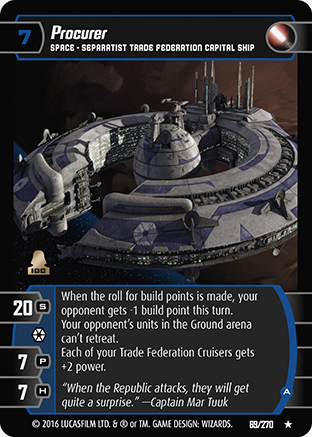 7
Procurer
SPACE - SEPARATIST TRADE FEDERATION CAPITAL SHIP
IDC
20 S
When the roll for build points is made, your
opponent gets -1 build point this turn.
Your opponent's units in the Ground arena
can't retreat.
7 P
Each of your Trade Federation Cruisers gets
+2 power.
7 H
"When the Republic attacks, they will get
quite a surprise." —Captain Mar Tuuk
A
© 2016 LUCASFILM LTD. & ® or TM. GAME DESIGN: WIZARDS.
69/270 ★